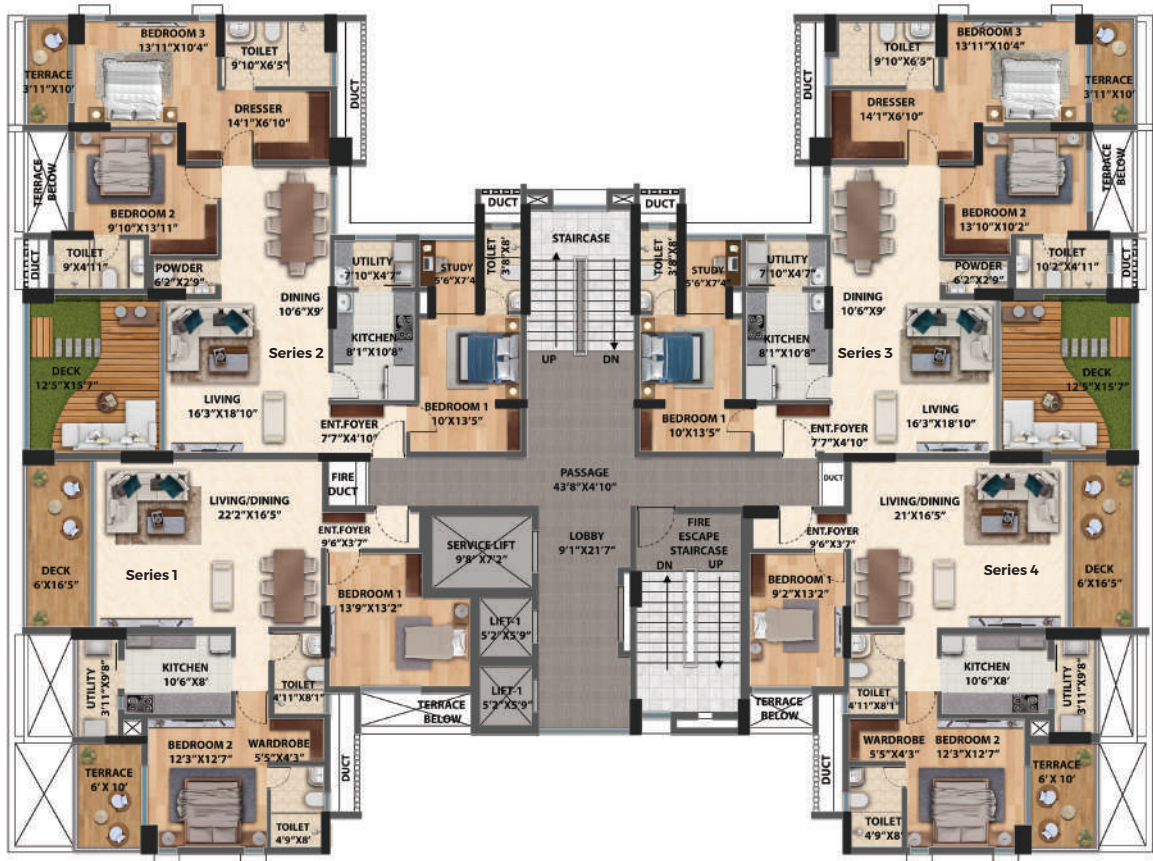 BEDROOM 3
13'11"X10'4"
TOILET
9'10"X6'5"
TERRACE
3'11"X10'
DUCT
DRESSER
14'1"X6'10"
TERRACE
BELOW
BEDROOM 2
9'10"X13'11"
DUCT
TOILET
9'X4'11"
POWDER
6'2"X2'9"
UTILITY
7'10"X4'7"
STUDY
5'6"X7'4
TOILET
3'8"X8'
DUCT
DINING
10'6"X9'
Series 2
KITCHEN
8'1"X10'8"
DECK
12'5"X15'7"
LIVING
16'3"X18'10"
BEDROOM 1
10'X13'5"
ENT.FOYER
7'7"X4'10"
STAIRCASE
UP
DN
DUCT
TOILET
3'8"X8'
STUDY
5'6"X7'4"
UTILITY
7'10"X4'7"
BEDROOM 3
13'11"X10'4"
TOILET
9'10"X6'5"
TERRACE
3'11"X10'
DUCT
DRESSER
14'1"X6'10"
TERRACE
BELOW
BEDROOM 2
13'10"X10'2"
TOILET
10'2"X4'11"
DUCT
POWDER
6'2"X2'9"
DINING
10'6"X9'
KITCHEN
8'1"X10'8"
Series 3
DECK
12'5"X15'7"
LIVING
16'3"X18'10"
BEDROOM 1
10'X13'5"
ENT.FOYER
7'7"X4'10"
FIRE
DUCT
PASSAGE
43'8"X4'10"
DUCT
LIVING/DINING
22'2"X16'5"
ENT.FOYER
9'6"X3'7"
DECK
6'X16'5"
Series 1
BEDROOM 1
13'9"X13'2"
SERVICE LIFT
9'8"X7'2"
LIFT-1
5'2"X5'9"
LIFT-1
5'2"X5'9"
LOBBY
9'1"X21'7"
FIRE
ESCAPE
STAIRCASE
DN
UP
LIVING/DINING
21'X16'5"
ENT.FOYER
9'6"X3'7"
BEDROOM 1
9'2"X13'2"
Series 4
DECK
6'X16'5"
UTILITY
3'11"X9'8"
KITCHEN
10'6"X8'
TOILET
4'11"X8'1"
TERRACE
BELOW
BEDROOM 2
12'3"X12'7"
WARDROBE
5'5"X4'3"
TERRACE
6'X 10'
TOILET
4'9"X8'
DUCT
TERRACE
BELOW
TOILET
4'11"X8'1"
KITCHEN
10'6"X8'
UTILITY
3'11"X9'8"
DUCT
WARDROBE
5'5"X4'3"
BEDROOM 2
12'3"X12'7"
TERRACE
6'X 10'
TOILET
4'9"X8'